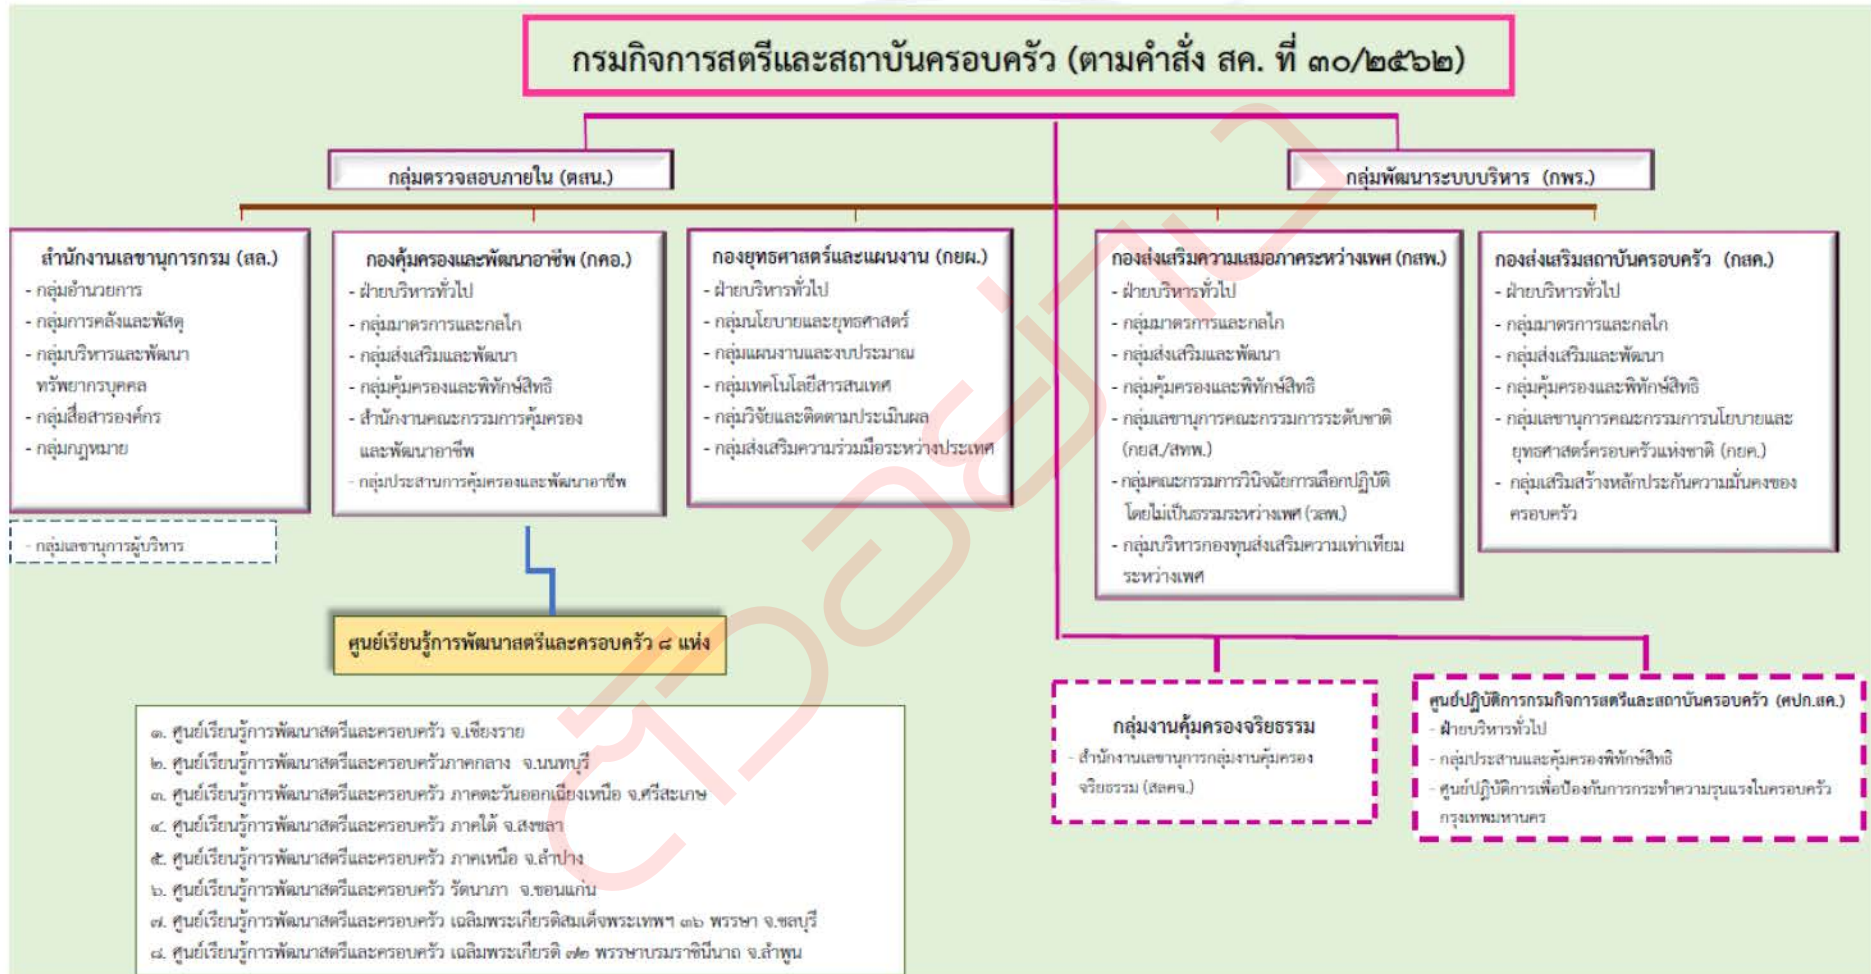 กรมกิจการสตรีและสถาบันครอบครัว (ตามคำสั่ง สค. ที่ ๓๐/๒๕๖๒)
กลุ่มตรวจสอบภายใน (ตสน.)
กลุ่มพัฒนาระบบบริหาร (กพร.)
สำนักงานเลขานุการกรม (สล.)
- กลุ่มอำนวยการ
- กลุ่มการคลังและพัสดุ
- กลุ่มบริหารและพัฒนา
ทรัพยากรบุคคล
- กลุ่มสื่อสารองค์กร
- กลุ่มกฎหมาย
- กลุ่มเลขานุการผู้บริหาร
กองคุ้มครองและพัฒนาอาชีพ (กคอ.)
- ฝ่ายบริหารทั่วไป
- กลุ่มมาตรการและกลไก
- กลุ่มส่งเสริมและพัฒนา
- กลุ่มคุ้มครองและพิทักษ์สิทธิ
- สำนักงานคณะกรรมการคุ้มครอง
และพัฒนาอาชีพ
- กลุ่มประสานการคุ้มครองและพัฒนาอาชีพ
กองยุทธศาสตร์และแผนงาน (กยผ.)
- ฝ่ายบริหารทั่วไป
- กลุ่มนโยบายและยุทธศาสตร์
- กลุ่มแผนงานและงบประมาณ
- กลุ่มเทคโนโลยีสารสนเทศ
- กลุ่มวิจัยและติดตามประเมินผล
- กลุ่มส่งเสริมความร่วมมือระหว่างประเทศ
กองส่งเสริมความเสมอภาคระหว่างเพศ (กสพ.)
- ฝ่ายบริหารทั่วไป
- กลุ่มมาตรการและกลไก
- กลุ่มส่งเสริมและพัฒนา
- กลุ่มคุ้มครองและพิทักษ์สิทธิ
- กลุ่มเลขานุการคณะกรรมการระดับชาติ
(กยส./สทพ.)
- กลุ่มคณะกรรมการวินิจฉัยการเลือกปฏิบัติ
โดยไม่เป็นธรรมระหว่างเพศ (วลพ.)
- กลุ่มบริหารกองทุนส่งเสริมความเท่าเทียม
ระหว่างเพศ
กองส่งเสริมสถาบันครอบครัว (กสค.)
- ฝ่ายบริหารทั่วไป
- กลุ่มมาตรการและกลไก
- กลุ่มส่งเสริมและพัฒนา
- กลุ่มคุ้มครองและพิทักษ์สิทธิ
- กลุ่มเลขานุการคณะกรรมการนโยบายและ
ยุทธศาสตร์ครอบครัวแห่งชาติ (กยค.)
- กลุ่มเสริมสร้างหลักประกันความมั่นคงของ
ครอบครัว
ศูนย์เรียนรู้การพัฒนาสตรีและครอบครัว ๘ แห่ง
๑. ศูนย์เรียนรู้การพัฒนาสตรีและครอบครัว จ.เชียงราย
๒. ศูนย์เรียนรู้การพัฒนาสตรีและครอบครัวภาคกลาง จ.นนทบุรี
๓. ศูนย์เรียนรู้การพัฒนาสตรีและครอบครัว ภาคตะวันออกเฉียงเหนือ จ.ศรีสะเกษ
๔. ศูนย์เรียนรู้การพัฒนาสตรีและครอบครัว ภาคใต้ จ.สงขลา
๕. ศูนย์เรียนรู้การพัฒนาสตรีและครอบครัว ภาคเหนือ จ.ลำปาง
๖. ศูนย์เรียนรู้การพัฒนาสตรีและครอบครัว รัตนาภา จ.ขอนแก่น
๗. ศูนย์เรียนรู้การพัฒนาสตรีและครอบครัว เฉลิมพระเกียรติสมเด็จพระเทพฯ ๓๖ พรรษา จ.ชลบุรี
๘. ศูนย์เรียนรู้การพัฒนาสตรีและครอบครัว เฉลิมพระเกียรติ ๗๒ พรรษาบรมราชินีนาถ จ.ลำพูน
กลุ่มงานคุ้มครองจริยธรรม
- สำนักงานเลขานุการกลุ่มงานคุ้มครอง
จริยธรรม (สลคจ.)
ศูนย์ปฏิบัติการกรมกิจการสตรีและสถาบันครอบครัว (ศปก.สค.)
- ฝ่ายบริหารทั่วไป
- กลุ่มประสานและคุ้มครองพิทักษ์สิทธิ
- ศูนย์ปฏิบัติการเพื่อป้องกันการกระทำความรุนแรงในครอบครัว
กรุงเทพมหานคร
ตัวอย่าง